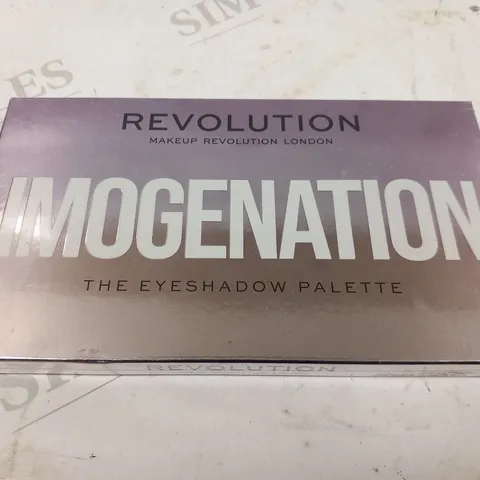 REVOLUTION
MAKEUP REVOLUTION LONDON
IMOGENATION
THE EYESHADOW PALETTE
REVOLUTION